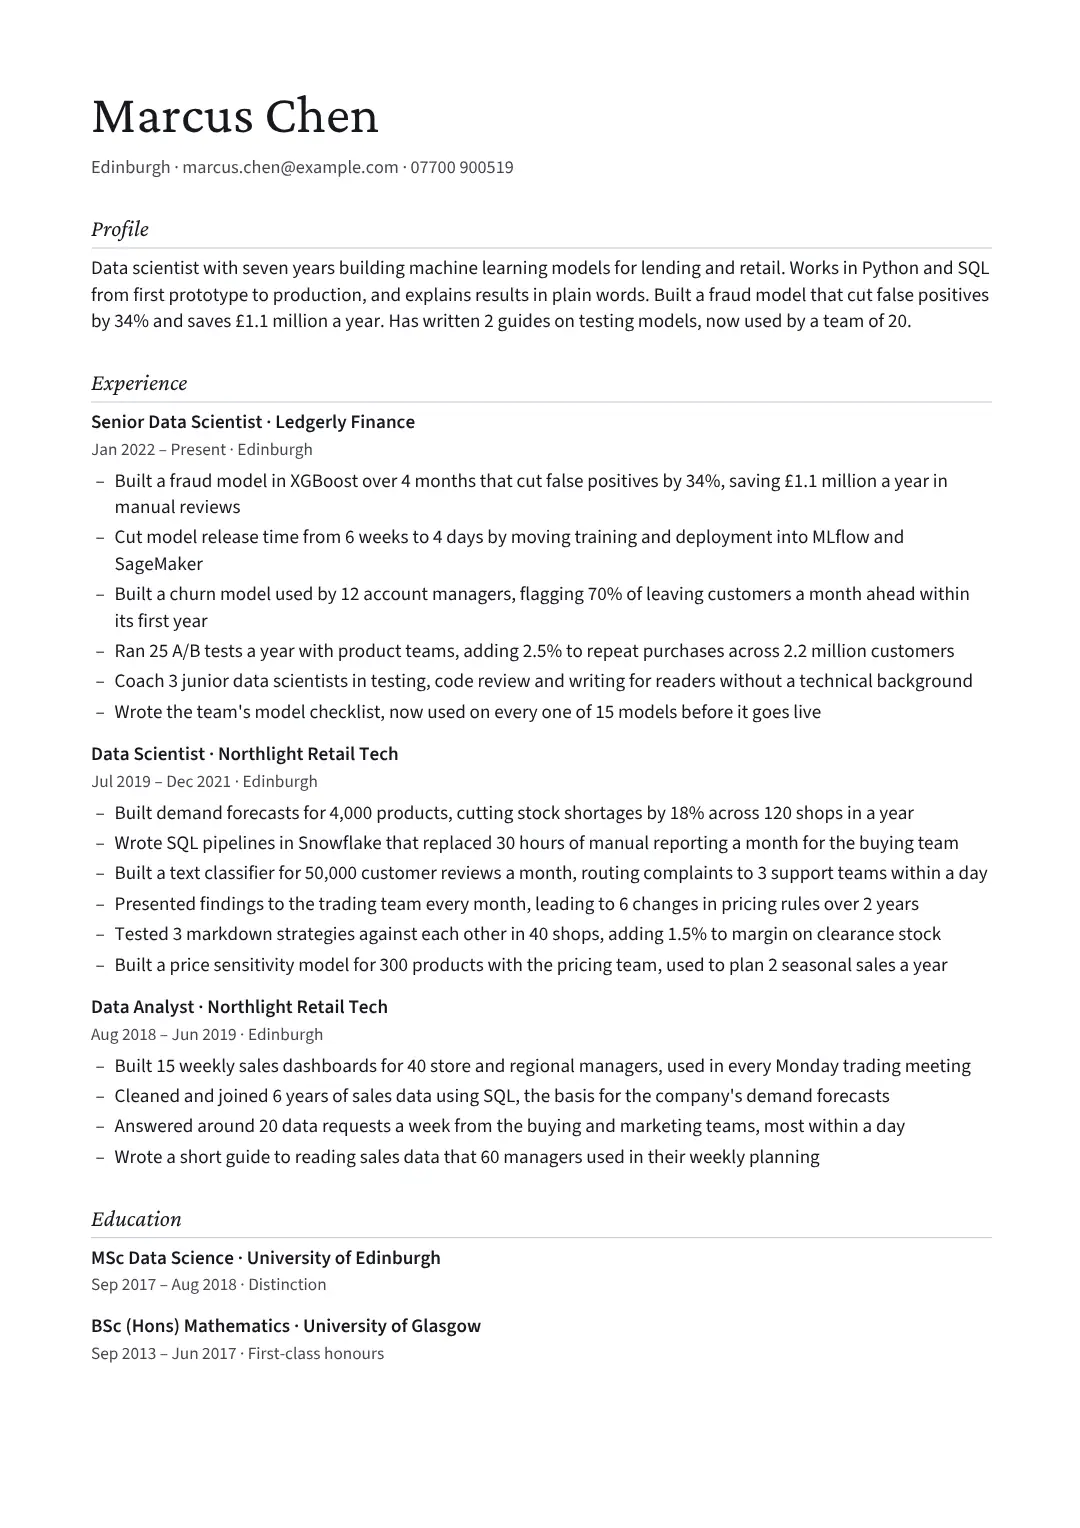 Marcus Chen
Edinburgh · marcus.chen@example.com · 07700 900519
Profile
Data scientist with seven years building machine learning models for lending and retail. Works in Python and SQL
from first prototype to production, and explains results in plain words. Built a fraud model that cut false positives
by 34% and saves £1.1 million a year. Has written 2 guides on testing models, now used by a team of 20.
Experience
Senior Data Scientist · Ledgerly Finance
Jan 2022 – Present · Edinburgh
– Built a fraud model in XGBoost over 4 months that cut false positives by 34%, saving £1.1 million a year in
manual reviews
– Cut model release time from 6 weeks to 4 days by moving training and deployment into MLflow and
SageMaker
– Built a churn model used by 12 account managers, flagging 70% of leaving customers a month ahead within
its first year
– Ran 25 A/B tests a year with product teams, adding 2.5% to repeat purchases across 2.2 million customers
– Coach 3 junior data scientists in testing, code review and writing for readers without a technical background
– Wrote the team's model checklist, now used on every one of 15 models before it goes live
Data Scientist · Northlight Retail Tech
Jul 2019 – Dec 2021 · Edinburgh
– Built demand forecasts for 4,000 products, cutting stock shortages by 18% across 120 shops in a year
– Wrote SQL pipelines in Snowflake that replaced 30 hours of manual reporting a month for the buying team
– Built a text classifier for 50,000 customer reviews a month, routing complaints to 3 support teams within a day
– Presented findings to the trading team every month, leading to 6 changes in pricing rules over 2 years
– Tested 3 markdown strategies against each other in 40 shops, adding 1.5% to margin on clearance stock
– Built a price sensitivity model for 300 products with the pricing team, used to plan 2 seasonal sales a year
Data Analyst · Northlight Retail Tech
Aug 2018 – Jun 2019 · Edinburgh
– Built 15 weekly sales dashboards for 40 store and regional managers, used in every Monday trading meeting
– Cleaned and joined 6 years of sales data using SQL, the basis for the company's demand forecasts
– Answered around 20 data requests a week from the buying and marketing teams, most within a day
– Wrote a short guide to reading sales data that 60 managers used in their weekly planning
Education
MSc Data Science · University of Edinburgh
Sep 2017 – Aug 2018 · Distinction
BSc (Hons) Mathematics · University of Glasgow
Sep 2013 – Jun 2017 · First-class honours